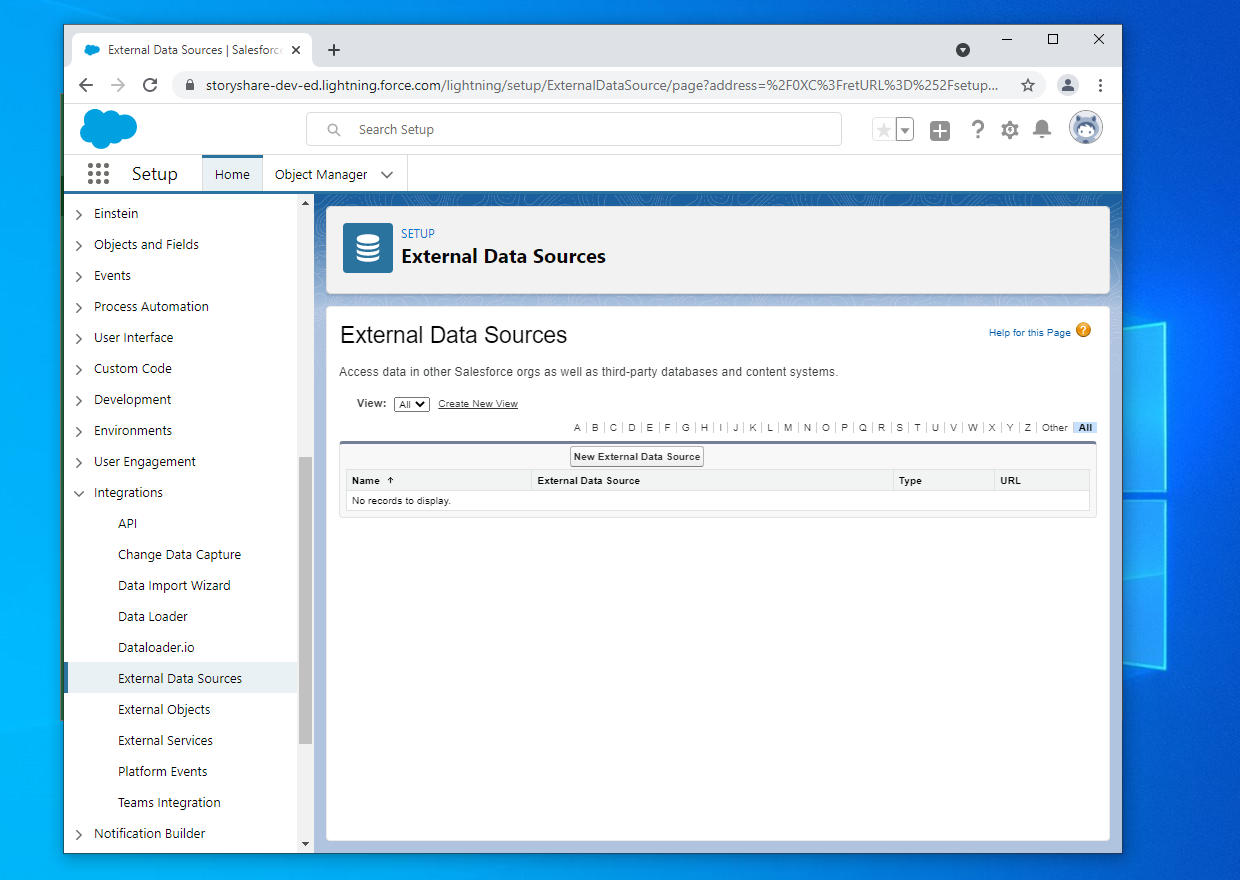 External Data Sources | Salesforc
storyshare-dev-ed.lightning.force.com/lightning/setup/ExternalDataSource/page?address=%2F0XC%3FretURL%3D%252Fsetup...
Search Setup
Setup
Home
Object Manager
Einstein
Objects and Fields
Events
Process Automation
User Interface
Custom Code
Development
Environments
User Engagement
Integrations
API
Change Data Capture
Data Import Wizard
Data Loader
Dataloader.io
External Data Sources
External Objects
External Services
Platform Events
Teams Integration
Notification Builder
SETUP
External Data Sources
External Data Sources
Help for this Page ?
Access data in other Salesforce orgs as well as third-party databases and content systems.
View: All Create New View
A | B | C | D | E | F | G | H | I | J | K | L | M | N | O | P | Q | R | S | T | U | V | W | X | Y | Z | Other All
New External Data Source
Name ↑ External Data Source Type URL
No records to display.